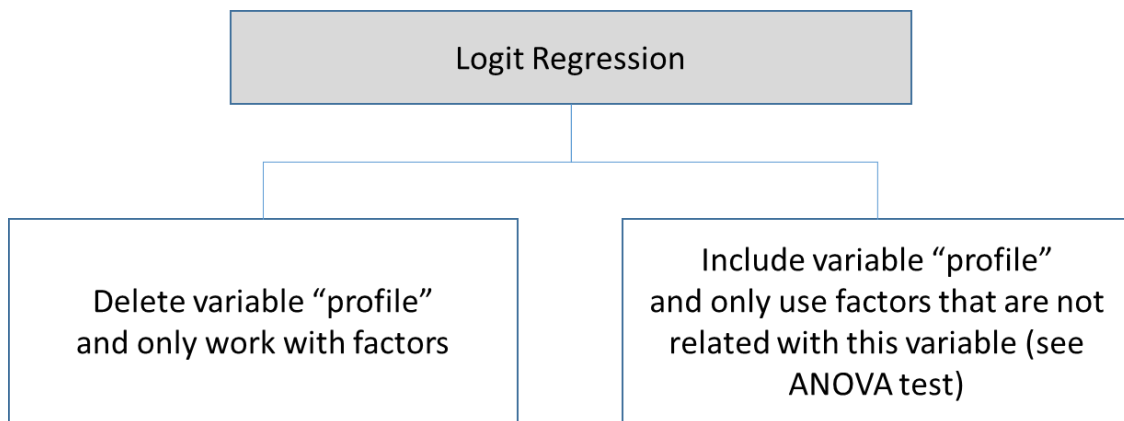 Logit Regression
Delete variable “profile”
and only work with factors
Include variable “profile”
and only use factors that are not
related with this variable (see
ANOVA test)